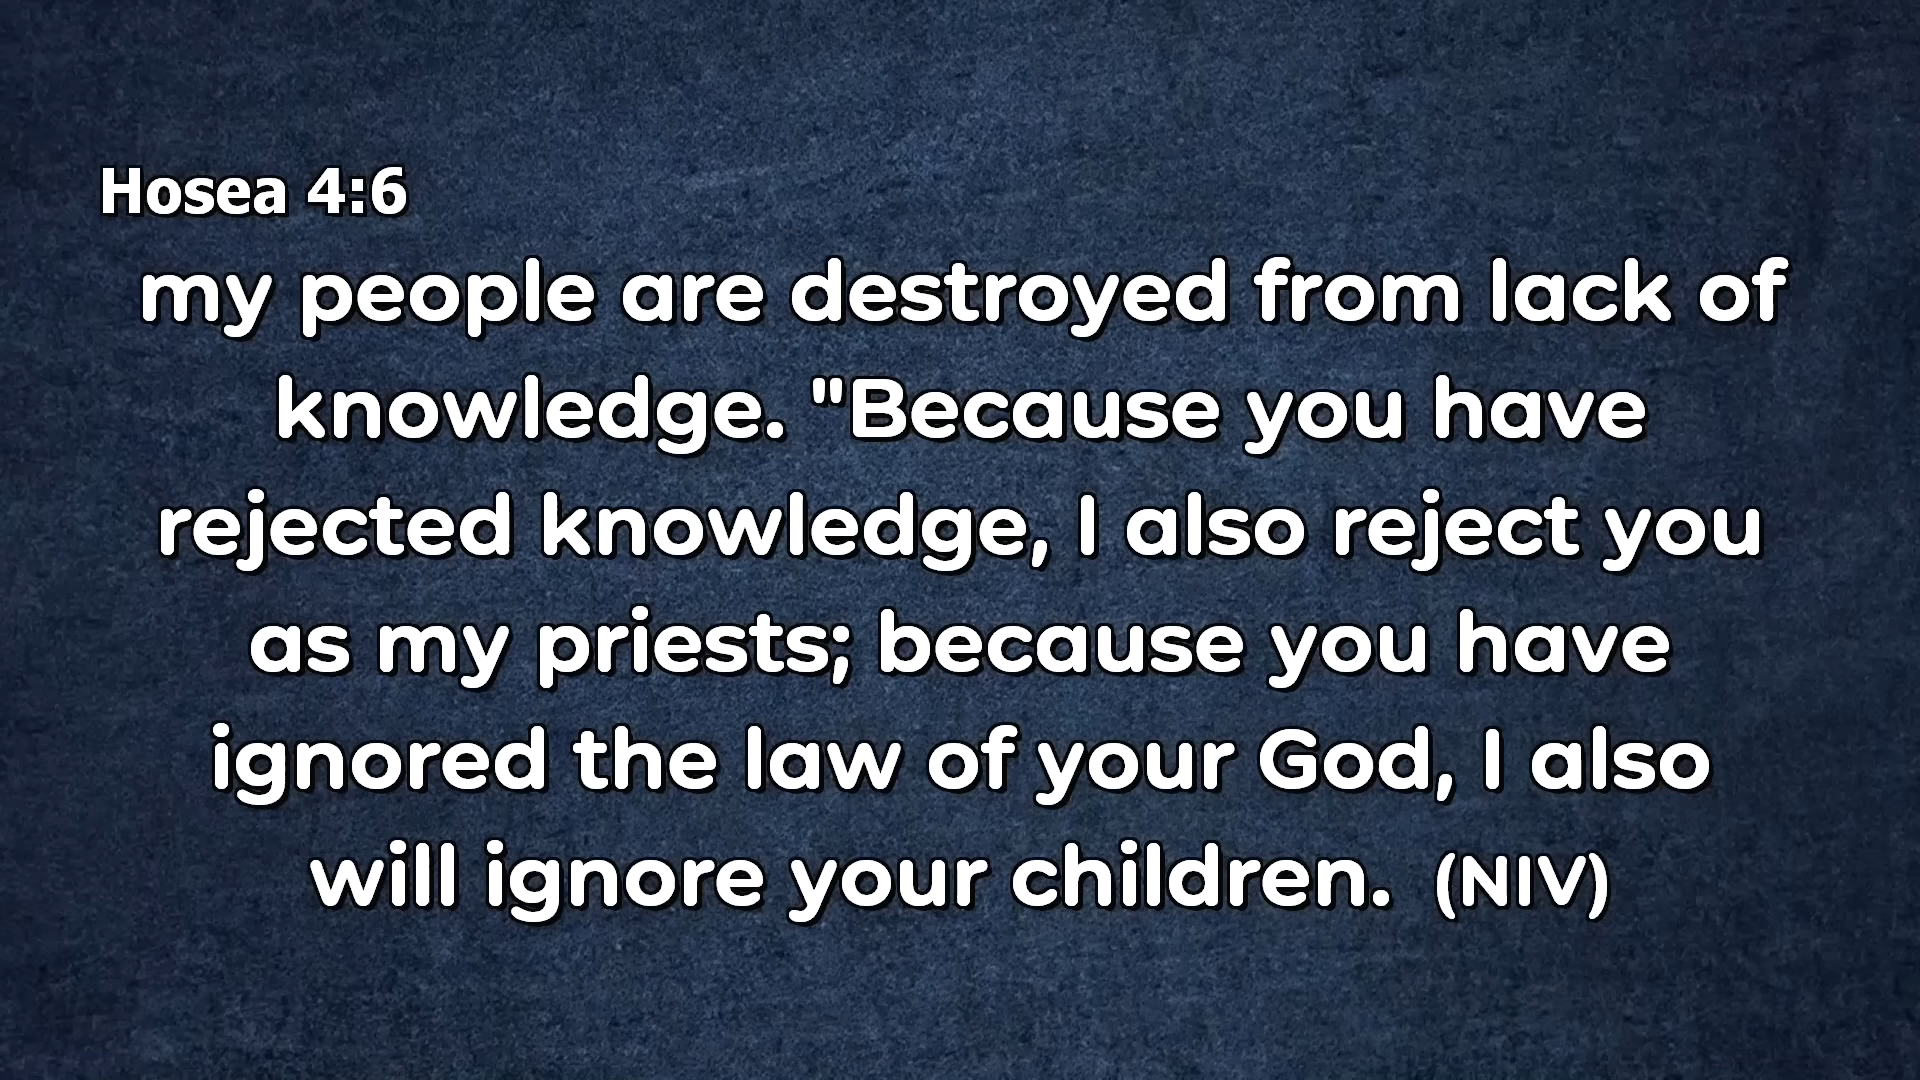 Hosea 4:6
my people are destroyed from lack of
knowledge. "Because you have
rejected knowledge, I also reject you
as my priests; because you have
ignored the law of your God, I also
will ignore your children. (NIV)